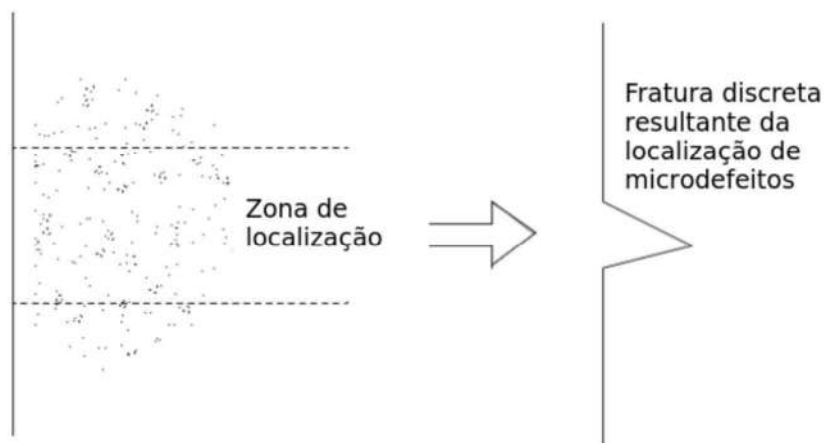 Zona de
localização
Fratura discreta
resultante da
localização de
microdefeitos